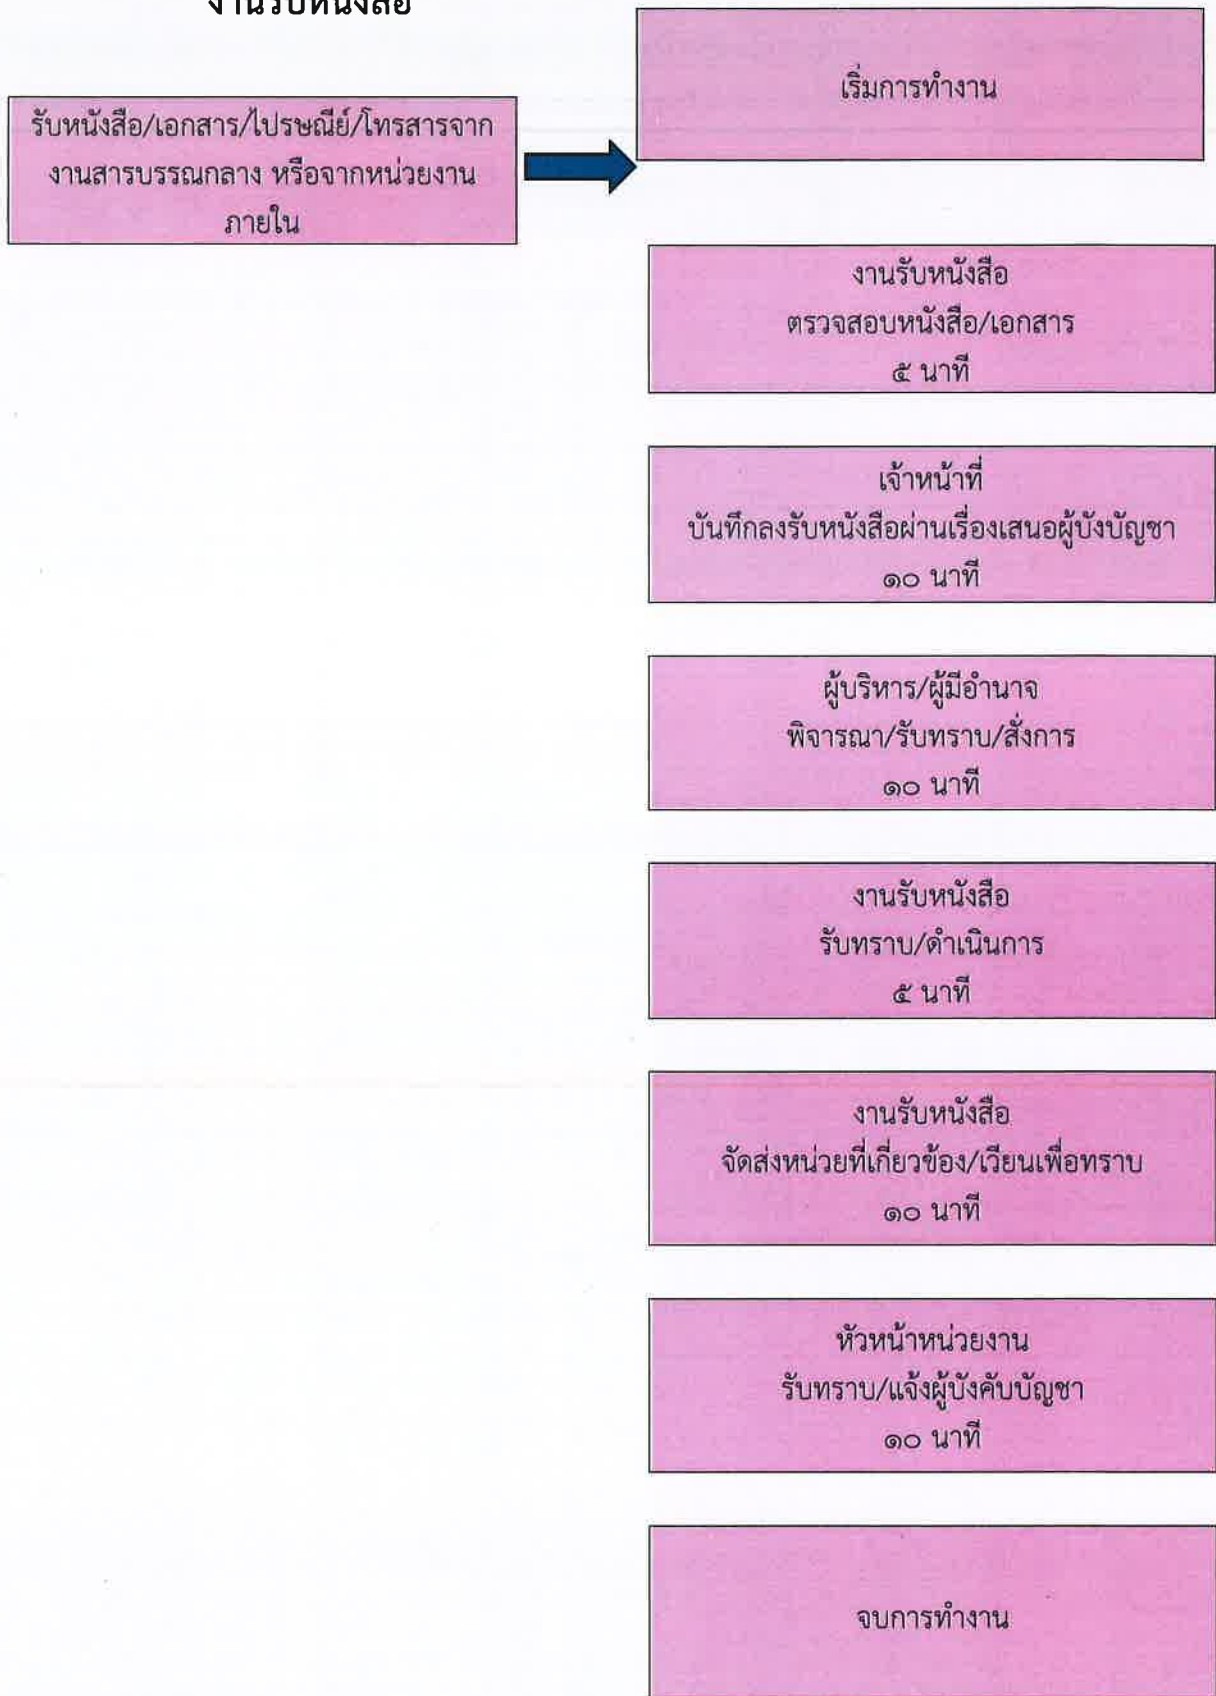 งานรับหนังสือ
เริ่มการทำงาน
รับหนังสือ/เอกสาร/ไปรษณีย์/โทรสารจาก
งานสารบรรณกลาง หรือจากหน่วยงาน
ภายใน
งานรับหนังสือ
ตรวจสอบหนังสือ/เอกสาร
๕ นาที
เจ้าหน้าที่
บันทึกลงรับหนังสือผ่านเรื่องเสนอผู้บังบัญชา
๑๐ นาที
ผู้บริหาร/ผู้มีอำนาจ
พิจารณา/รับทราบ/สั่งการ
๑๐ นาที
งานรับหนังสือ
รับทราบ/ดำเนินการ
๕ นาที
งานรับหนังสือ
จัดส่งหน่วยที่เกี่ยวข้อง/เวียนเพื่อทราบ
๑๐ นาที
หัวหน้าหน่วยงาน
รับทราบ/แจ้งผู้บังคับบัญชา
๑๐ นาที
จบการทำงาน